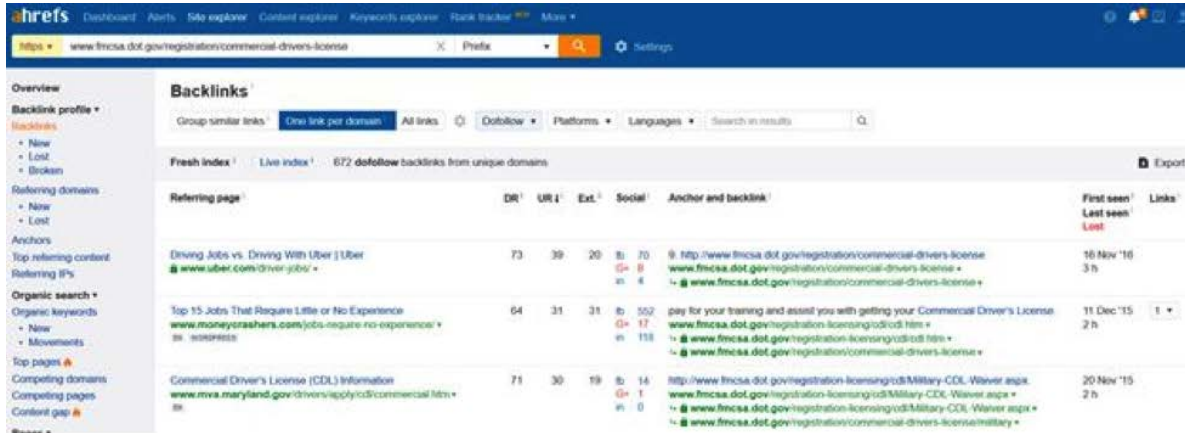 ahrefs Dashboard Alerts Site explorer Content explorer Keywords explorer Rank tracker More
https www.fmcsa.dot.gov/registration/commercial-drivers-license Prefix Settings
Overview
Backlink profile
Backlinks
New
Lost
Broken
Referring domains
New
Lost
Anchors
Top referring content
Referring IPs
Organic search
Organic keywords
New
Movements
Top pages
Competing domains
Competing pages
Content gap
Backlinks
Group similar links One link per domain All links Dofollow Platforms Languages Search in results
Fresh index Live index 672 dofollow backlinks from unique domains Export
Referring page DR UR Ext. Social Anchor and backlink First seen Links
Last seen
Lost
Driving Jobs vs. Driving With Uber | Uber 73 39 20 fb 70 9. http://www.fmcsa.dot.gov/registration/commercial-drivers-license 16 Nov '16
www.uber.com/driver-jobs/ G+ 8 www.fmcsa.dot.gov/registration/commercial-drivers-license 3 h
in 4 www.fmcsa.dot.gov/registration/commercial-drivers-license
Top 15 Jobs That Require Little or No Experience 64 31 31 fb 552 pay for your training and assist you with getting your Commercial Driver's License 11 Dec '15 1
www.moneycrashers.com/jobs-require-no-experience/ G+ 17 www.fmcsa.dot.gov/registration-licensing/cdl/cdl.htm 2 h
EN WORDPRESS in 158 www.fmcsa.dot.gov/registration-licensing/cdl/cdl.htm
www.fmcsa.dot.gov/registration/commercial-drivers-license
Commercial Driver's License (CDL) Information 71 30 19 fb 14 http://www.fmcsa.dot.gov/registration-licensing/cdl/Military-CDL-Waiver.aspx 20 Nov '15
www.mva.maryland.gov/drivers/apply/cdl/commercial.htm G+ 1 www.fmcsa.dot.gov/registration-licensing/cdl/Military-CDL-Waiver.aspx 2 h
EN in 0 www.fmcsa.dot.gov/registration-licensing/cdl/Military-CDL-Waiver.aspx
www.fmcsa.dot.gov/registration/commercial-drivers-license/military